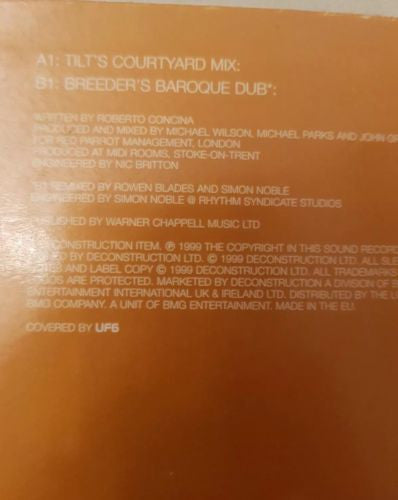 A1: TILT'S COURTYARD MIX:
B1: BREEDER'S BAROQUE DUB*:
WRITTEN BY ROBERTO CONCINA
PRODUCED AND MIXED BY MICHAEL WILSON, MICHAEL PARKS AND JOHN
FOR RED PARROT MANAGEMENT, LONDON
PRODUCED AT MIDI ROOMS, STOKE-ON-TRENT
ENGINEERED BY NIC BRITTON
*B1 REMIXED BY ROWEN BLADES AND SIMON NOBLE
ENGINEERED BY SIMON NOBLE @ RHYTHM SYNDICATE STUDIOS
PUBLISHED BY WARNER CHAPPELL MUSIC LTD
DECONSTRUCTION ITEM. ℗ 1999 THE COPYRIGHT IN THIS SOUND
BY DECONSTRUCTION LTD. © 1999 DECONSTRUCTION LTD. ALL
AND LABEL COPY © 1999 DECONSTRUCTION LTD. ALL TRADEMARKS
ARE PROTECTED. MARKETED BY DECONSTRUCTION A DIVISION OF
ENTERTAINMENT INTERNATIONAL UK & IRELAND LTD. DISTRIBUTED BY THE
BMG COMPANY. A UNIT OF BMG ENTERTAINMENT. MADE IN THE EU.
COVERED BY UF6